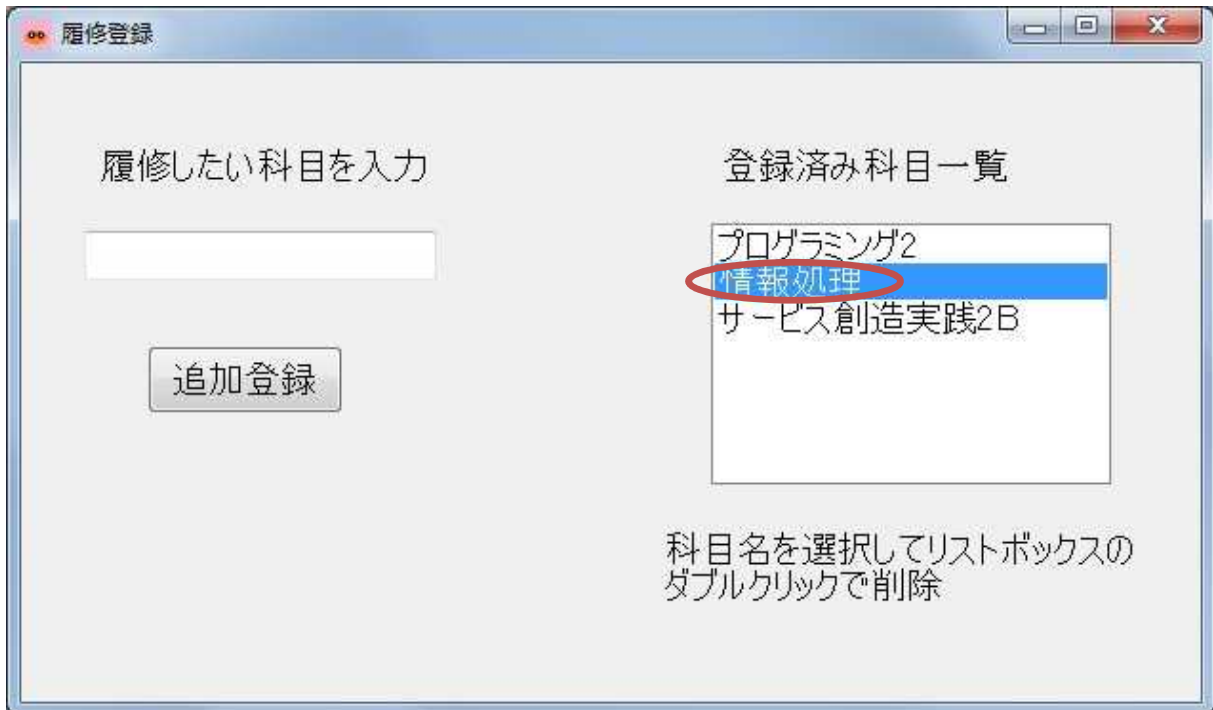 履修登録
履修したい科目を入力
追加登録
登録済み科目一覧
プログラミング2
情報処理
サービス創造実践2B
科目名を選択してリストボックスの
ダブルクリックで削除